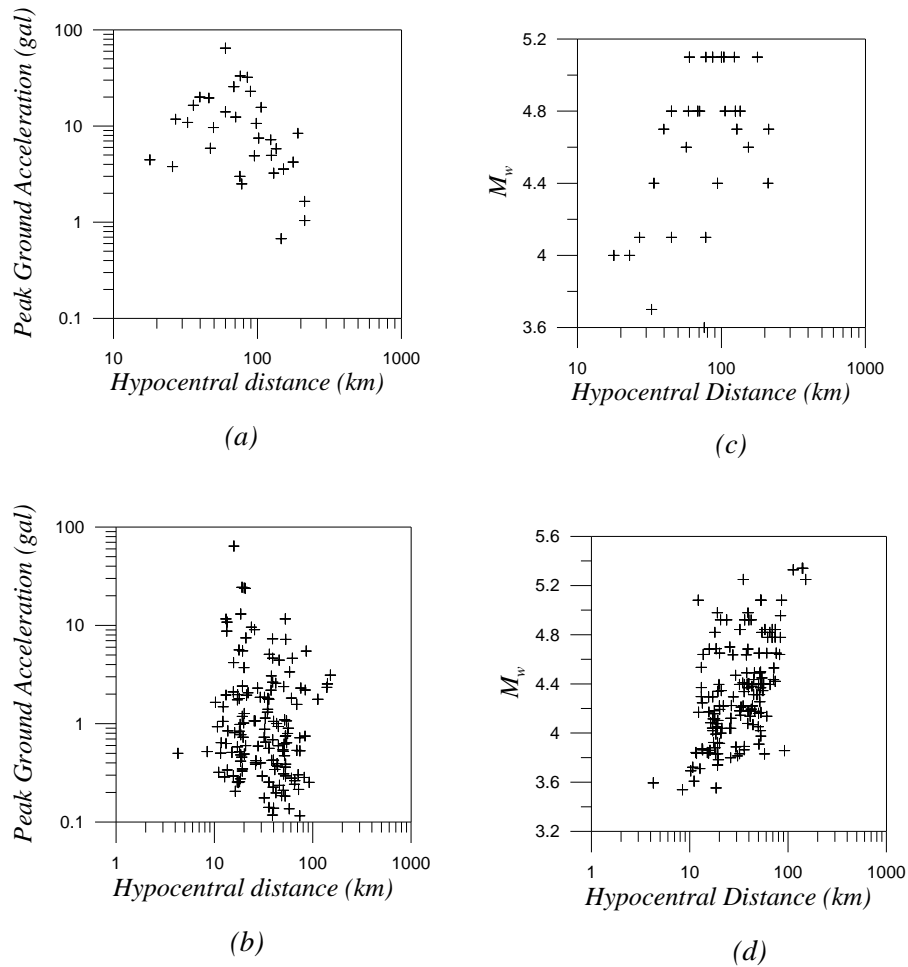 100
10
1
0.1
Peak Ground Acceleration (gal)
10 100 1000
Hypocentral distance (km)
(a)
5.2
4.8
4.4
4
3.6
M_w
10 100 1000
Hypocentral Distance (km)
(c)
100
10
1
0.1
Peak Ground Acceleration (gal)
1 10 100 1000
Hypocentral distance (km)
(b)
5.6
5.2
4.8
4.4
4
3.6
3.2
M_w
1 10 100 1000
Hypocentral Distance (km)
(d)